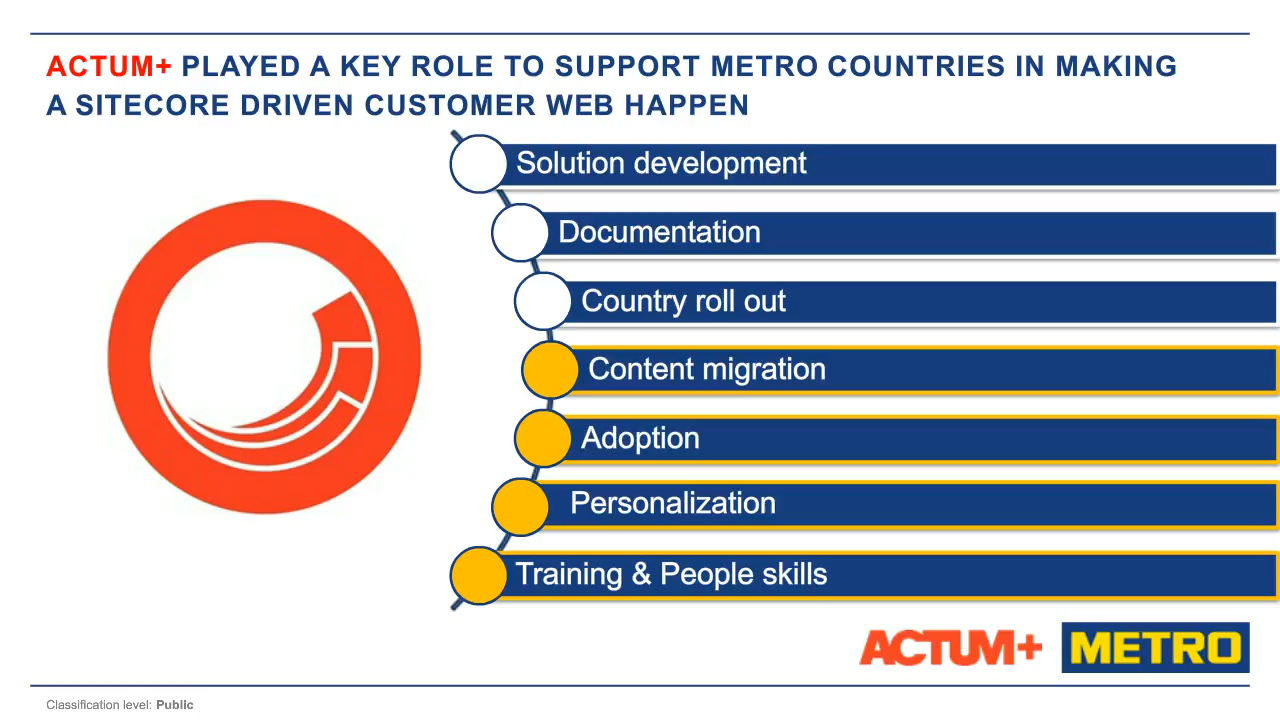 ACTUM+ PLAYED A KEY ROLE TO SUPPORT METRO COUNTRIES IN MAKING
A SITECORE DRIVEN CUSTOMER WEB HAPPEN
Solution development
Documentation
Country roll out
Content migration
Adoption
Personalization
Training & People skills
ACTUM+ METRO
Classification level: Public